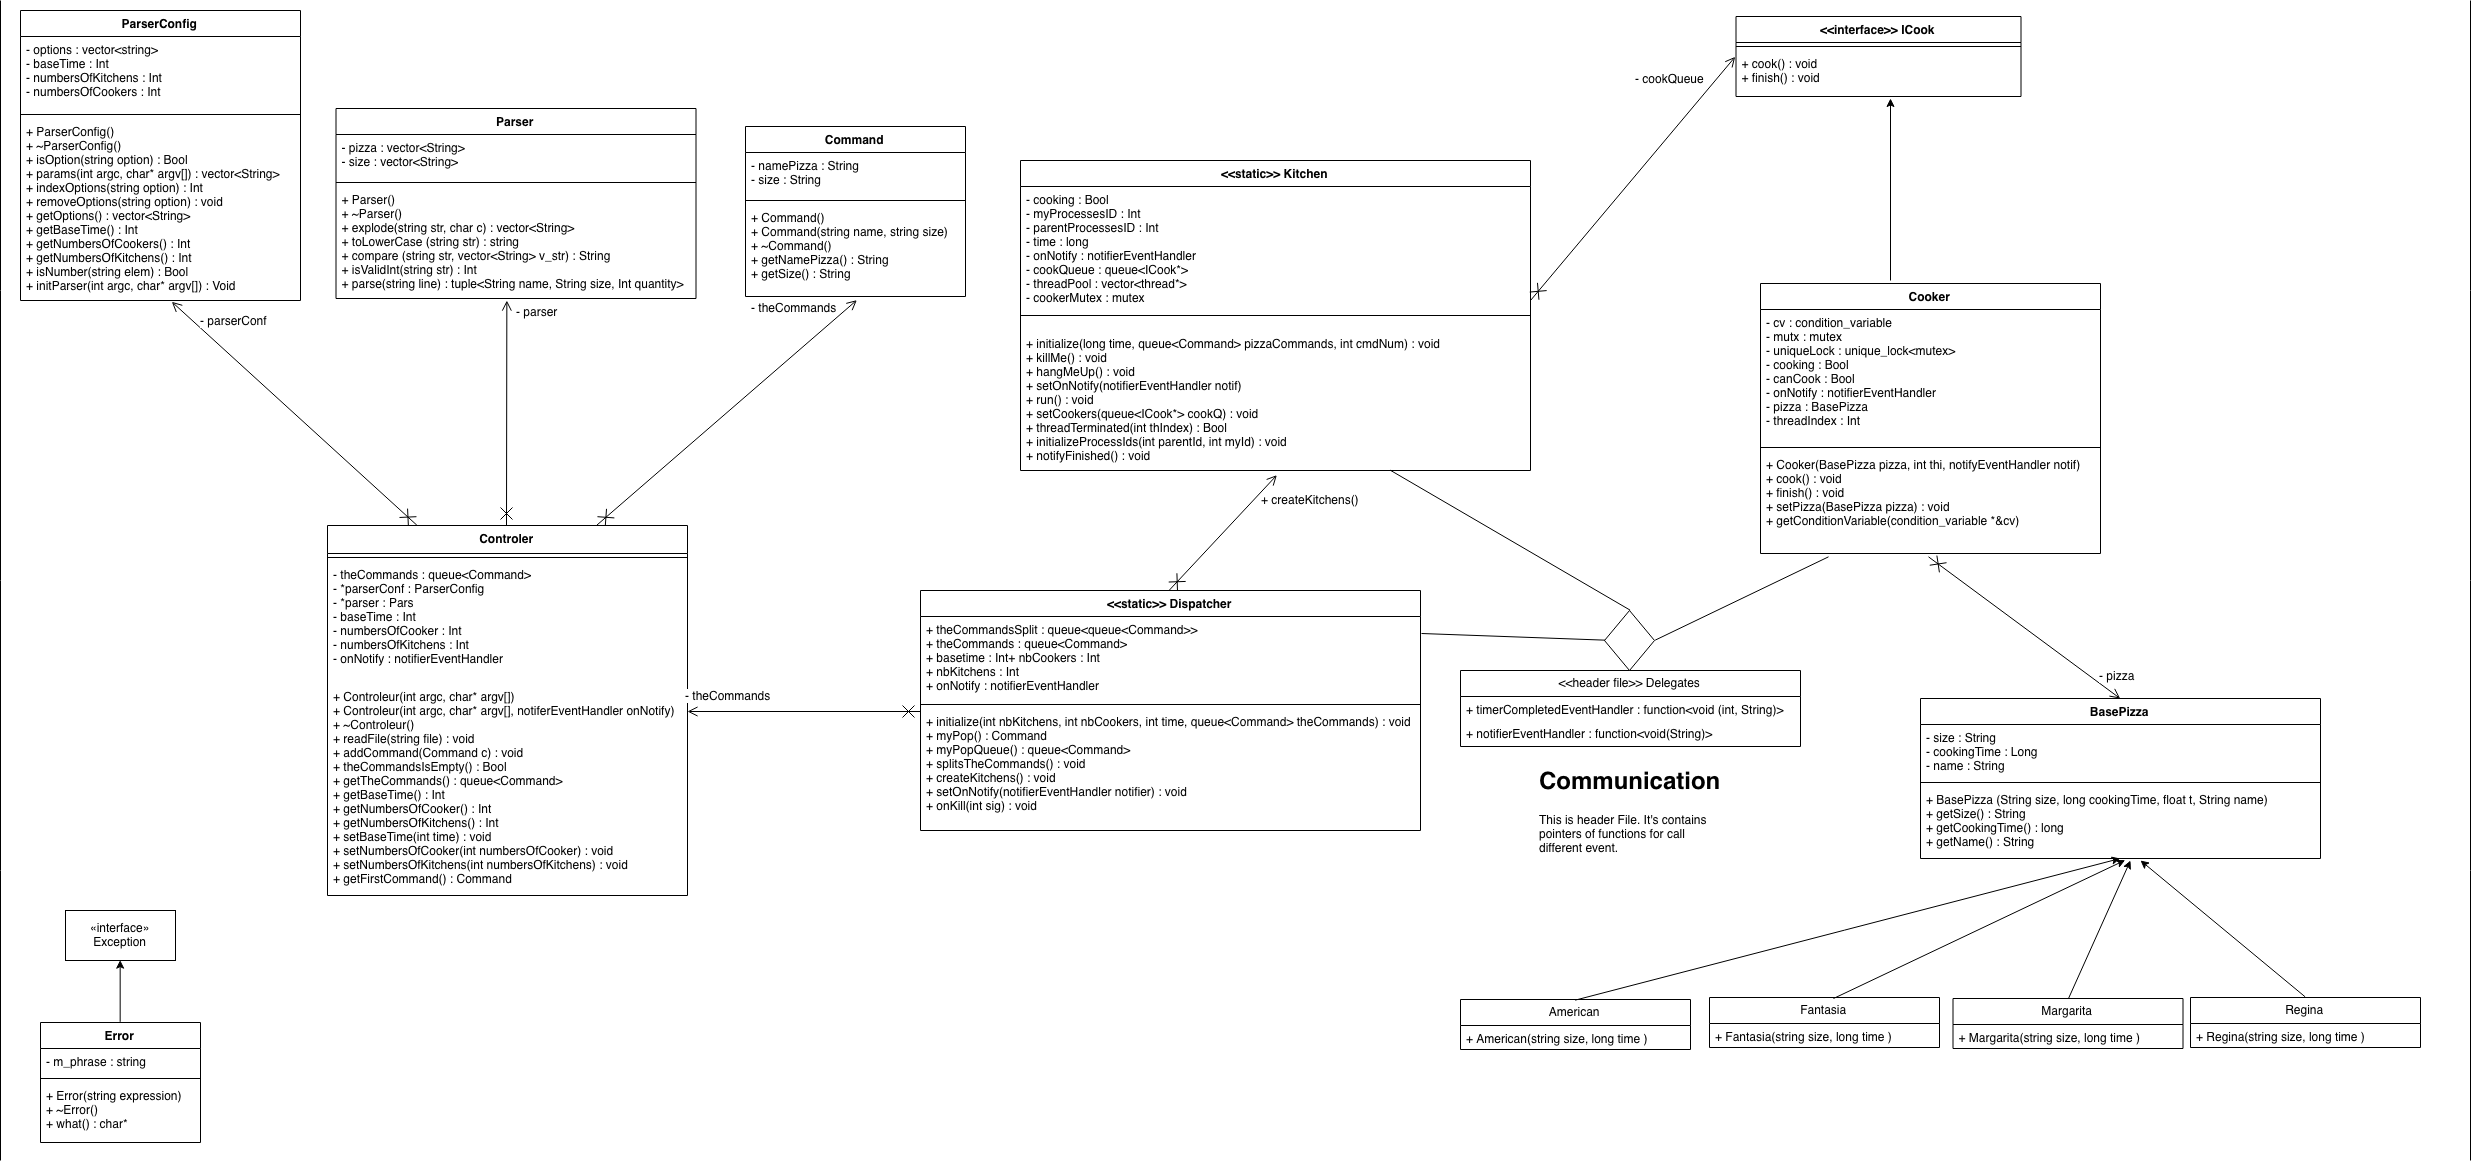 ParserConfig
- options : vector<string>
- baseTime : Int
- numbersOfKitchens : Int
- numbersOfCookers : Int
+ ParserConfig()
+ ~ParserConfig()
+ isOption(string option) : Bool
+ params(int argc, char* argv[]) : vector<String>
+ indexOptions(string option) : Int
+ removeOptions(string option) : void
+ getOptions() : vector<String>
+ getBaseTime() : Int
+ getNumbersOfCookers() : Int
+ getNumbersOfKitchens() : Int
+ isNumber(string elem) : Bool
+ initParser(int argc, char* argv[]) : Void
- parserConf
Parser
- pizza : vector<String>
- size : vector<String>
+ Parser()
+ ~Parser()
+ explode(string str, char c) : vector<String>
+ toLowerCase (string str) : string
+ compare (string str, vector<String> v_str) : String
+ isValidInt(string str) : Int
+ parse(string line) : tuple<String name, String size, Int quantity>
- parser
Command
- namePizza : String
- size : String
+ Command()
+ Command(string name, string size)
+ ~Command()
+ getNamePizza() : String
+ getSize() : String
- theCommands
<<static>> Kitchen
- cooking : Bool
- myProcessesID : Int
- parentProcessesID : Int
- time : long
- onNotify : notifierEventHandler
- cookQueue : queue<ICook*>
- threadPool : vector<thread*>
- cookerMutex : mutex
+ initialize(long time, queue<Command> pizzaCommands, int cmdNum) : void
+ killMe() : void
+ hangMeUp() : void
+ setOnNotify(notifierEventHandler notif)
+ run() : void
+ setCookers(queue<ICook*> cookQ) : void
+ threadTerminated(int thIndex) : Bool
+ initializeProcessIds(int parentId, int myId) : void
+ notifyFinished() : void
- cookQueue
<<interface>> ICook
+ cook() : void
+ finish() : void
Cooker
- cv : condition_variable
- mutx : mutex
- uniqueLock : unique_lock<mutex>
- cooking : Bool
- canCook : Bool
- onNotify : notifierEventHandler
- pizza : BasePizza
- threadIndex : Int
+ Cooker(BasePizza pizza, int thi, notifyEventHandler notif)
+ cook() : void
+ finish() : void
+ setPizza(BasePizza pizza) : void
+ getConditionVariable(condition_variable *&cv)
+ createKitchens()
Controler
- theCommands : queue<Command>
- *parserConf : ParserConfig
- *parser : Pars
- baseTime : Int
- numbersOfCooker : Int
- numbersOfKitchens : Int
- onNotify : notifierEventHandler
+ Controleur(int argc, char* argv[])
+ Controleur(int argc, char* argv[], notiferEventHandler onNotify)
+ ~Controleur()
+ readFile(string file) : void
+ addCommand(Command c) : void
+ theCommandsIsEmpty() : Bool
+ getTheCommands() : queue<Command>
+ getBaseTime() : Int
+ getNumbersOfCooker() : Int
+ getNumbersOfKitchens() : Int
+ setBaseTime(int time) : void
+ setNumbersOfCooker(int numbersOfCooker) : void
+ setNumbersOfKitchens(int numbersOfKitchens) : void
+ getFirstCommand() : Command
- theCommands
<<static>> Dispatcher
+ theCommandsSplit : queue<queue<Command>>
+ theCommands : queue<Command>
+ basetime : Int+ nbCookers : Int
+ nbKitchens : Int
+ onNotify : notifierEventHandler
+ initialize(int nbKitchens, int nbCookers, int time, queue<Command> theCommands) : void
+ myPop() : Command
+ myPopQueue() : queue<Command>
+ splitsTheCommands() : void
+ createKitchens() : void
+ setOnNotify(notifierEventHandler notifier) : void
+ onKill(int sig) : void
<<header file>> Delegates
+ timerCompletedEventHandler : function<void (int, String)>
+ notifierEventHandler : function<void(String)>
Communication
This is header File. It's contains
pointers of functions for call
different event.
- pizza
BasePizza
- size : String
- cookingTime : Long
- name : String
+ BasePizza (String size, long cookingTime, float t, String name)
+ getSize() : String
+ getCookingTime() : long
+ getName() : String
«interface»
Exception
Error
- m_phrase : string
+ Error(string expression)
+ ~Error()
+ what() : char*
American
+ American(string size, long time )
Fantasia
+ Fantasia(string size, long time )
Margarita
+ Margarita(string size, long time )
Regina
+ Regina(string size, long time )